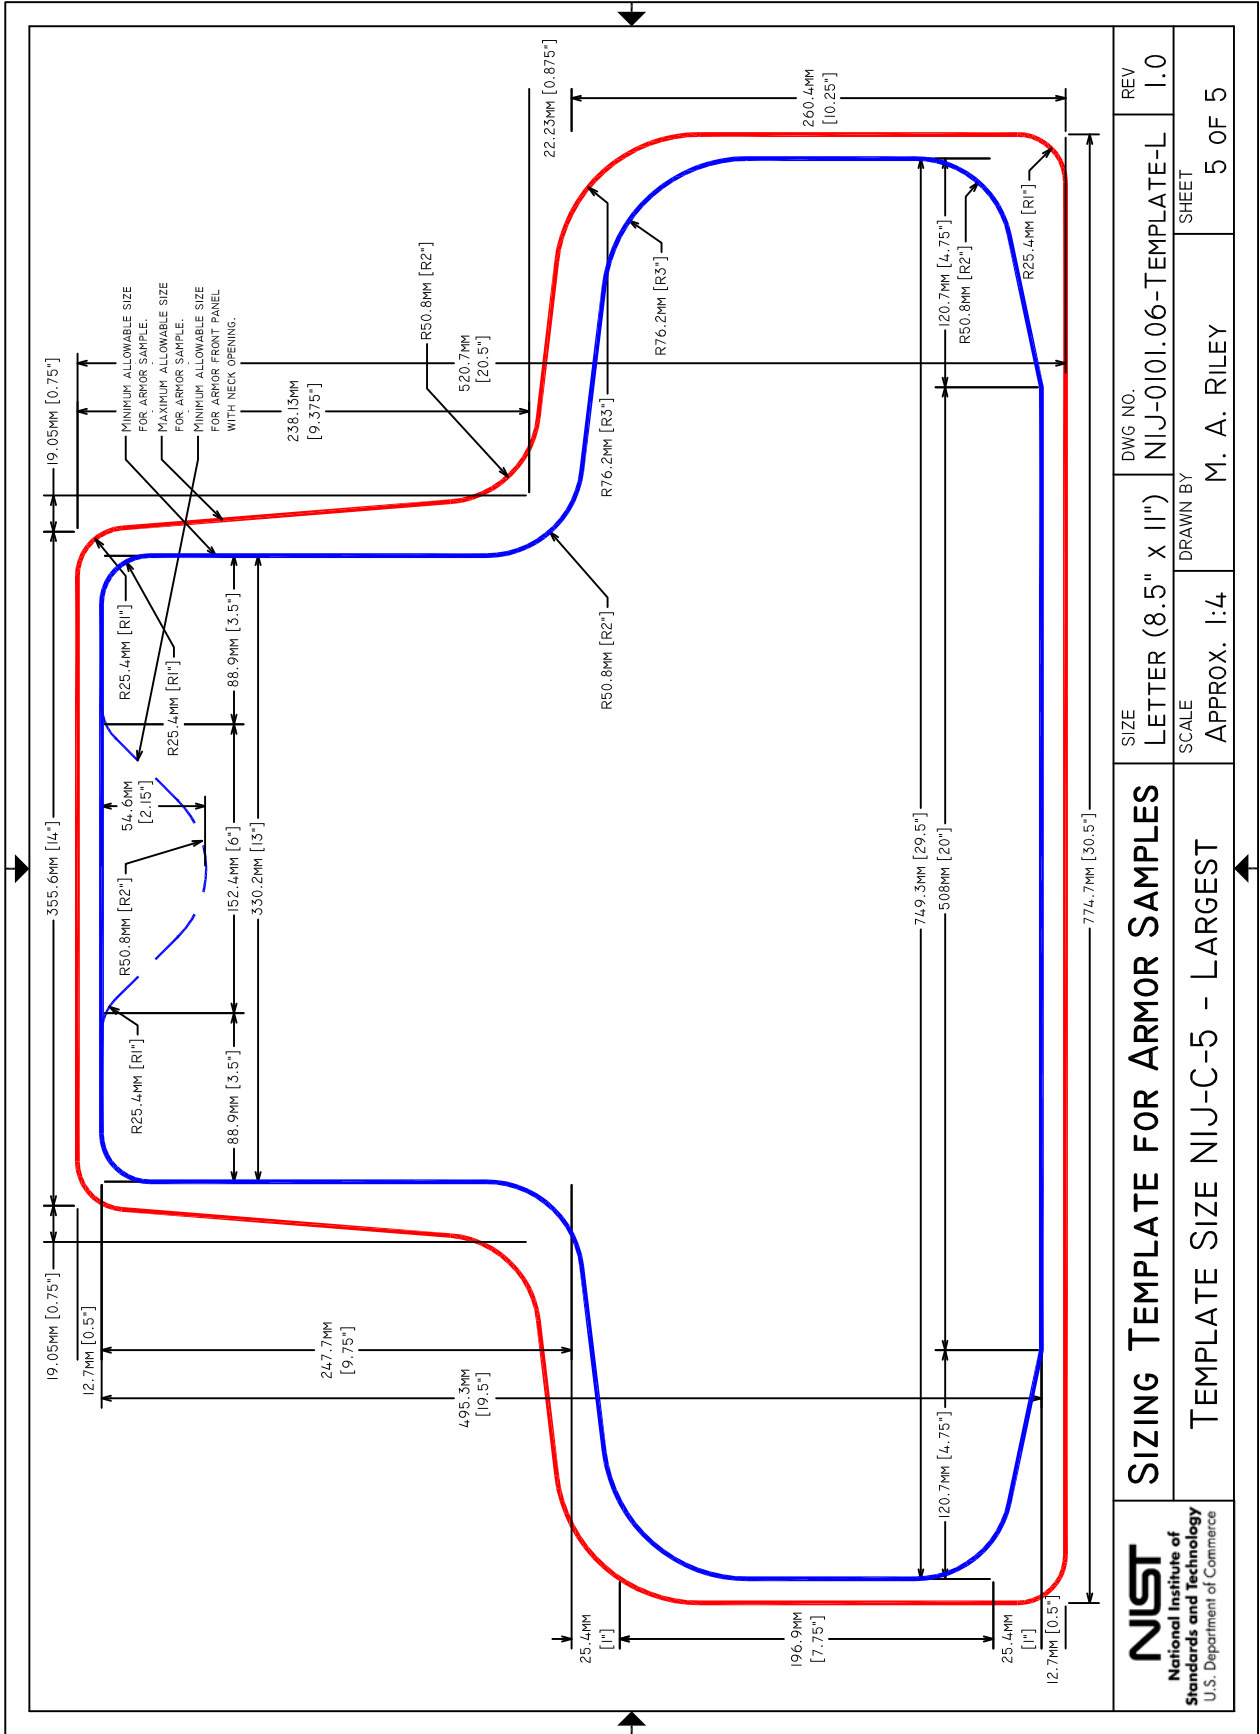 19.05MM [0.75"]
355.6MM [14"]
19.05MM [0.75"]
12.7MM [0.5"]
MINIMUM ALLOWABLE SIZE
FOR ARMOR SAMPLE.
MAXIMUM ALLOWABLE SIZE
FOR ARMOR SAMPLE.
MINIMUM ALLOWABLE SIZE
FOR ARMOR FRONT PANEL
WITH NECK OPENING.
R25.4MM [R1"]
R25.4MM [R1"]
54.6MM
[2.15"]
R50.8MM [R2"]
R25.4MM [R1"]
88.9MM [3.5"]
152.4MM [6"]
88.9MM [3.5"]
330.2MM [13"]
238.13MM
[9.375"]
247.7MM
[9.75"]
R50.8MM [R2"]
520.7MM
[20.5"]
495.3MM
[19.5"]
22.23MM [0.875"]
R76.2MM [R3"]
R50.8MM [R2"]
R76.2MM [R3"]
25.4MM
[1"]
260.4MM
[10.25"]
196.9MM
[7.75"]
749.3MM [29.5"]
120.7MM [4.75"]
508MM [20"]
120.7MM [4.75"]
R50.8MM [R2"]
R25.4MM [R1"]
25.4MM
[1"]
12.7MM [0.5"]
774.7MM [30.5"]
NIST
National Institute of
Standards and Technology
U.S. Department of Commerce
SIZING TEMPLATE FOR ARMOR SAMPLES
TEMPLATE SIZE NIJ-C-5 - LARGEST
SIZE
LETTER (8.5" X 11")
DWG NO.
NIJ-0101.06-TEMPLATE-L
REV
1.0
SCALE
APPROX. 1:4
DRAWN BY
M. A. RILEY
SHEET
5 OF 5